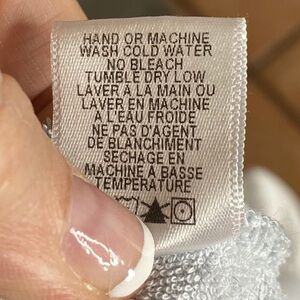 HAND OR MACHINE
WASH COLD WATER
NO BLEACH
TUMBLE DRY LOW
LAVER A LA MAIN OU
LAVER EN MACHINE
A L'EAU FROIDE
NE PAS D'AGENT
DE BLANCHIMENT
SECHAGE EN
MACHINE A BASSE
TEMPERATURE